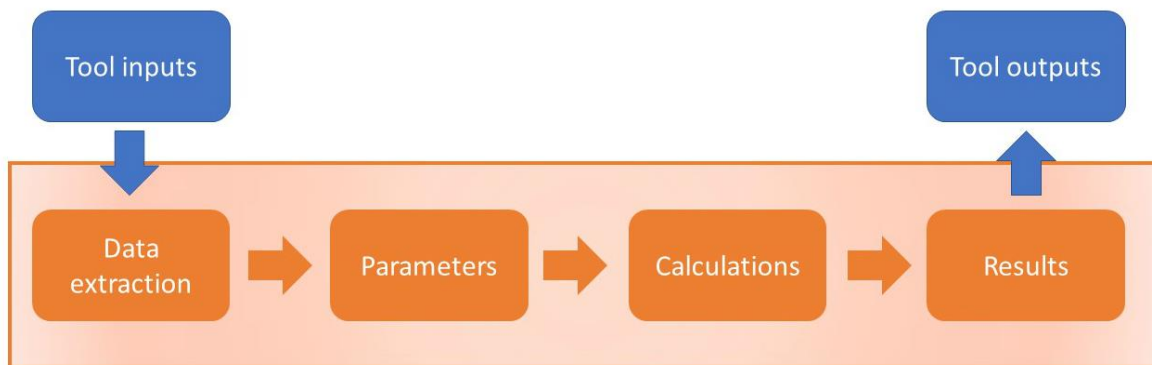 Tool inputs
Tool outputs
Data
extraction
Parameters
Calculations
Results